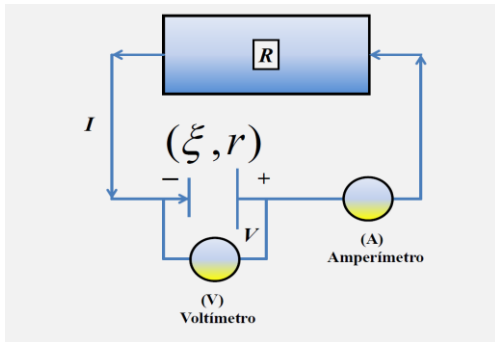 R
I
(ξ, r)
− +
V
(A)
Amperímetro
(V)
Voltímetro